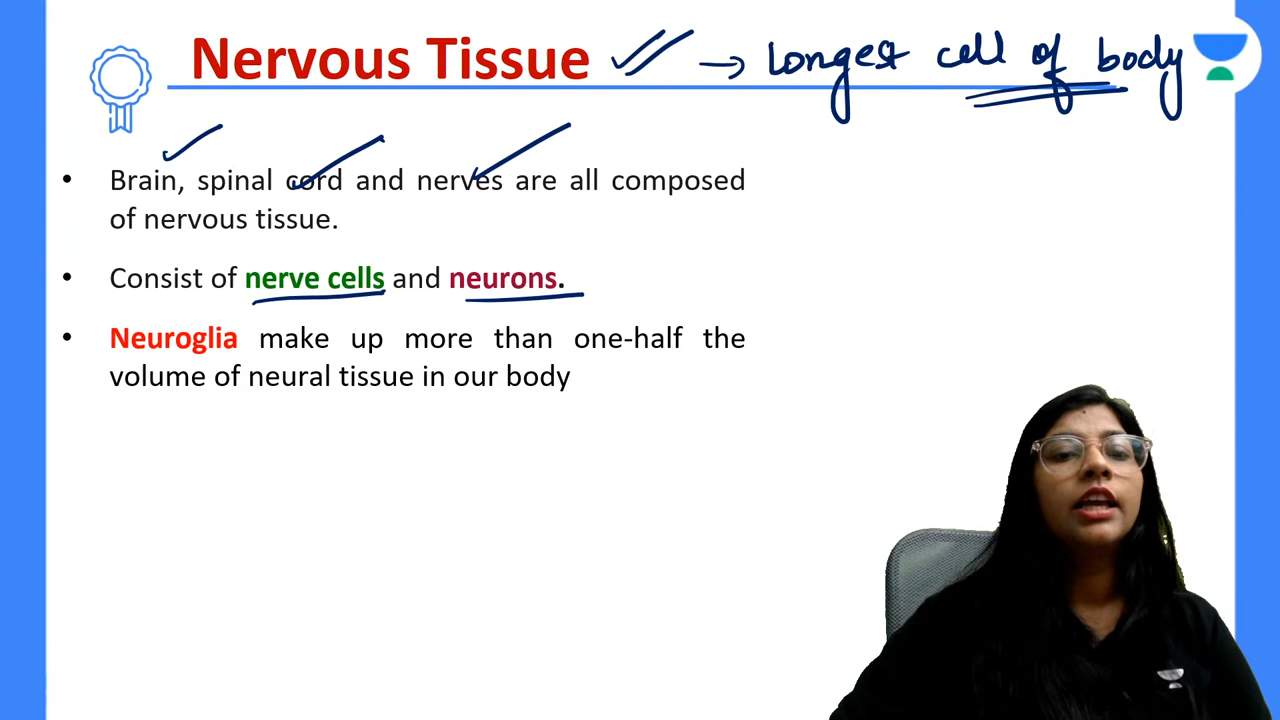 Nervous Tissue → Longest cell of body
• Brain, spinal cord and nerves are all composed
of nervous tissue.
• Consist of nerve cells and neurons.
• Neuroglia make up more than one-half the
volume of neural tissue in our body